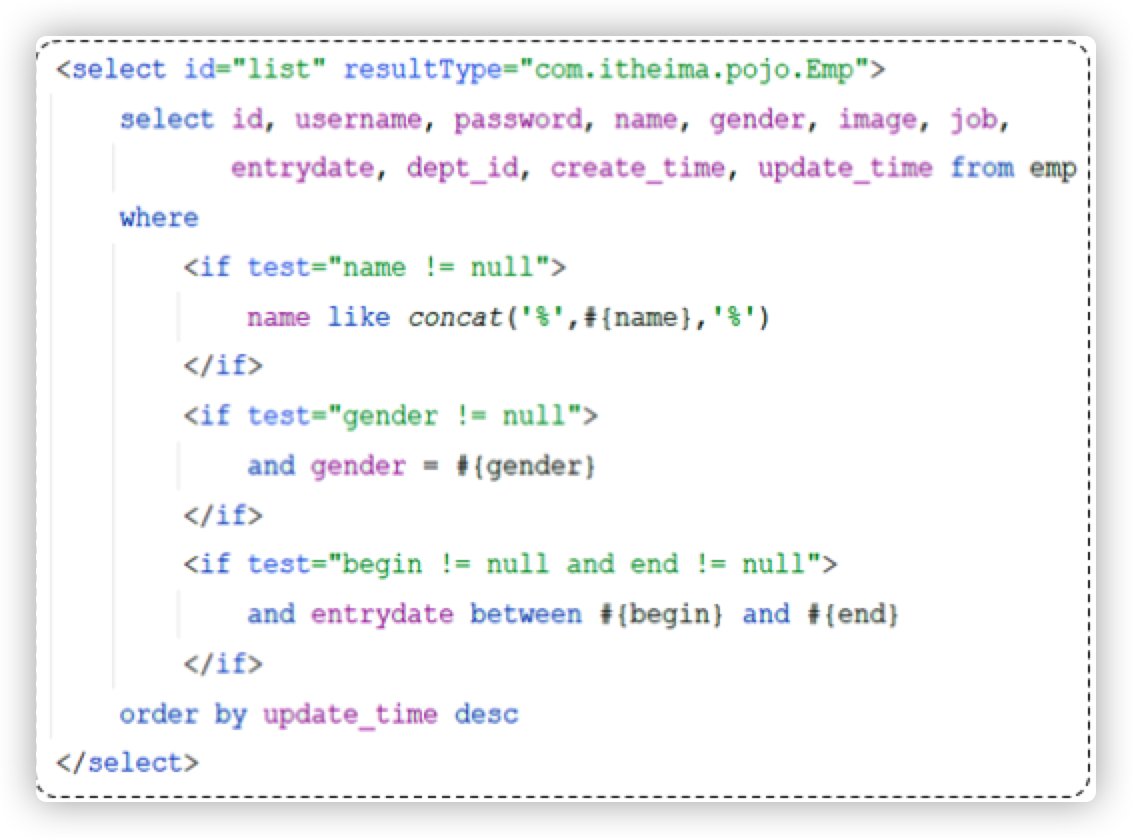 <select id="list" resultType="com.itheima.pojo.Emp">
    select id, username, password, name, gender, image, job,
           entrydate, dept_id, create_time, update_time from emp
    where
        <if test="name != null">
            name like concat('%',#{name},'%')
        </if>
        <if test="gender != null">
            and gender = #{gender}
        </if>
        <if test="begin != null and end != null">
            and entrydate between #{begin} and #{end}
        </if>
    order by update_time desc
</select>